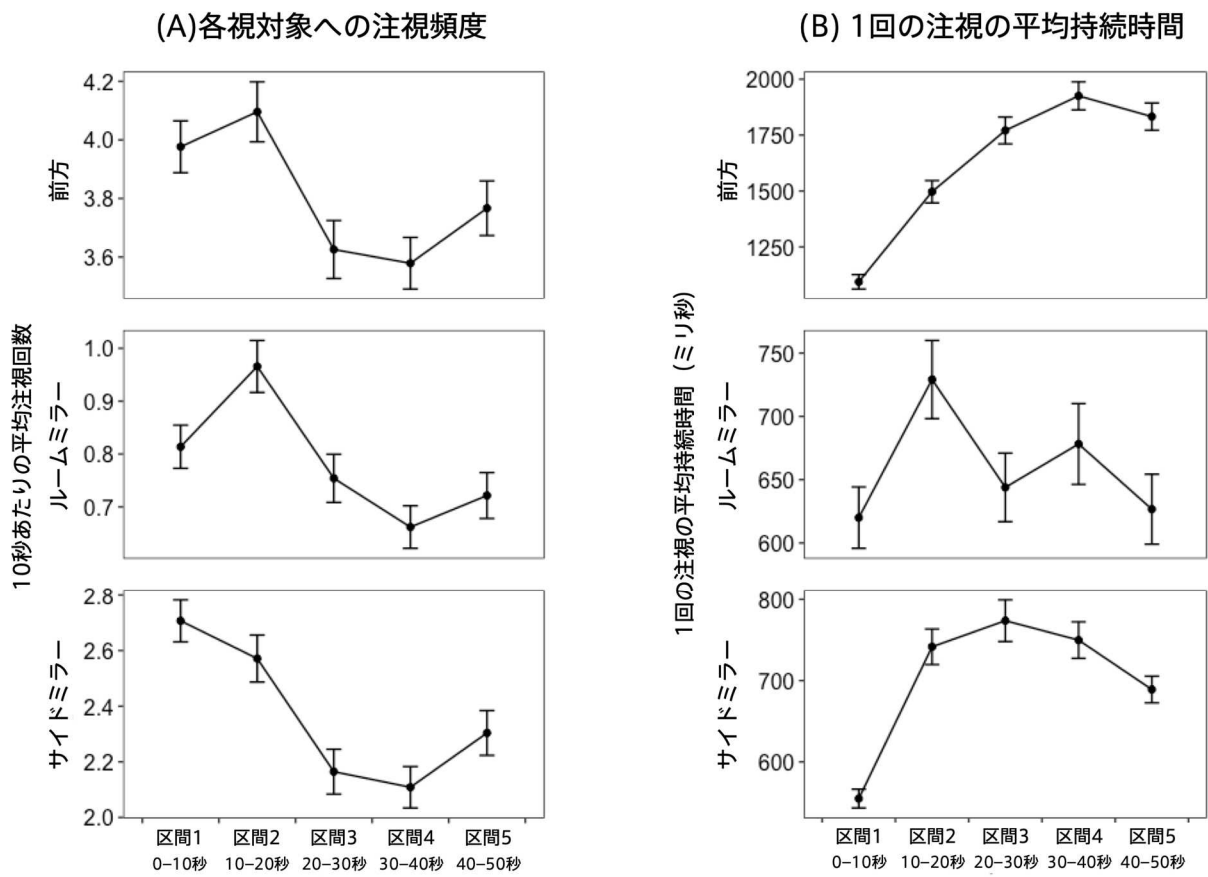 (A)各視対象への注視頻度
10秒あたりの平均注視回数
前方
4.2
4.0
3.8
3.6
ルームミラー
1.0
0.9
0.8
0.7
サイドミラー
2.8
2.6
2.4
2.2
2.0
区間1 区間2 区間3 区間4 区間5
0–10秒 10–20秒 20–30秒 30–40秒 40–50秒
(B) 1回の注視の平均持続時間
1回の注視の平均持続時間（ミリ秒）
前方
2000
1750
1500
1250
ルームミラー
750
700
650
600
サイドミラー
800
700
600
区間1 区間2 区間3 区間4 区間5
0–10秒 10–20秒 20–30秒 30–40秒 40–50秒